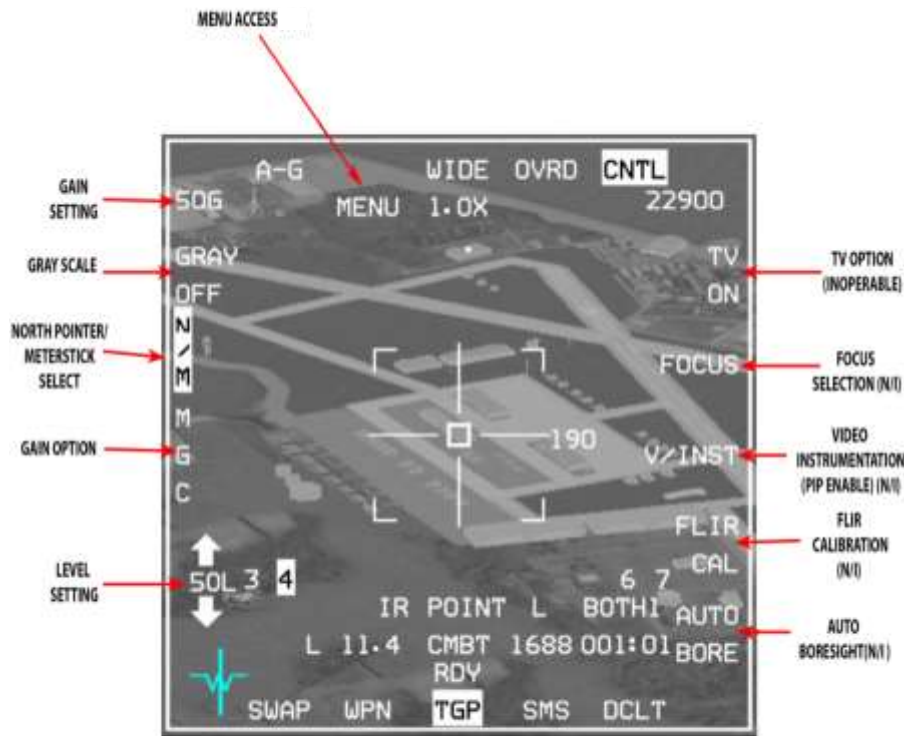 MENU ACCESS
A-G WIDE OVRD CNTL
GAIN
SETTING
50G MENU 1.0X 22900
GRAY SCALE
GRAY
OFF
TV
ON
TV OPTION
(INOPERABLE)
NORTH POINTER/
METERSTICK
SELECT
N
/
M
FOCUS
FOCUS
SELECTION (N/I)
GAIN OPTION
M
G
C
190
V/INST
VIDEO
INSTRUMENTATION
(PIP ENABLE) (N/I)
FLIR
CAL
FLIR
CALIBRATION
(N/I)
LEVEL
SETTING
50L 3 4 6 7
IR POINT L BOTH1
AUTO
BORE
AUTO
BORESIGHT(N/I)
L 11.4 CMBT 1688 001:01
RDY
SWAP WPN TGP SMS DCLT